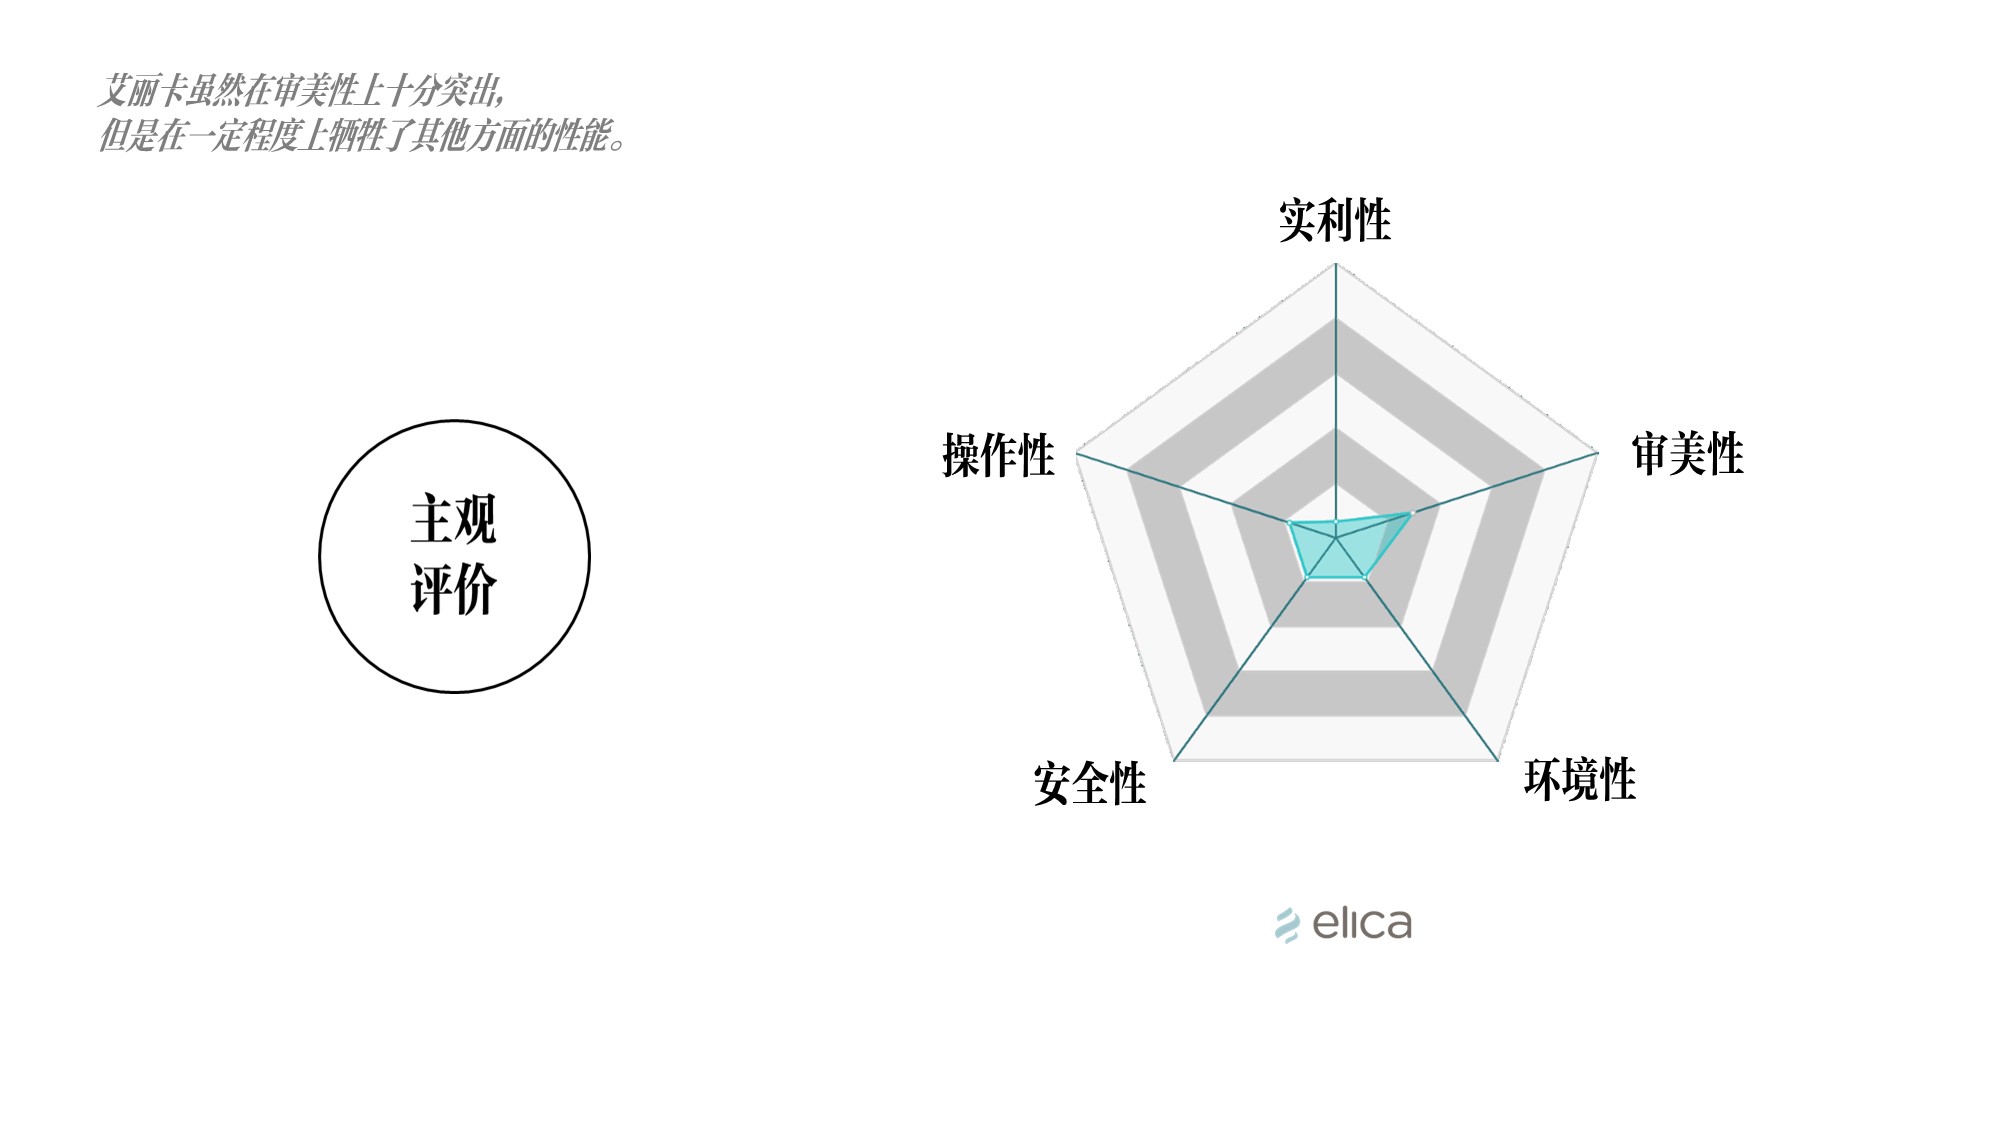 艾丽卡虽然在审美性上十分突出,
但是在一定程度上牺牲了其他方面的性能。
主观
评价
实利性
操作性
审美性
安全性
环境性
elica